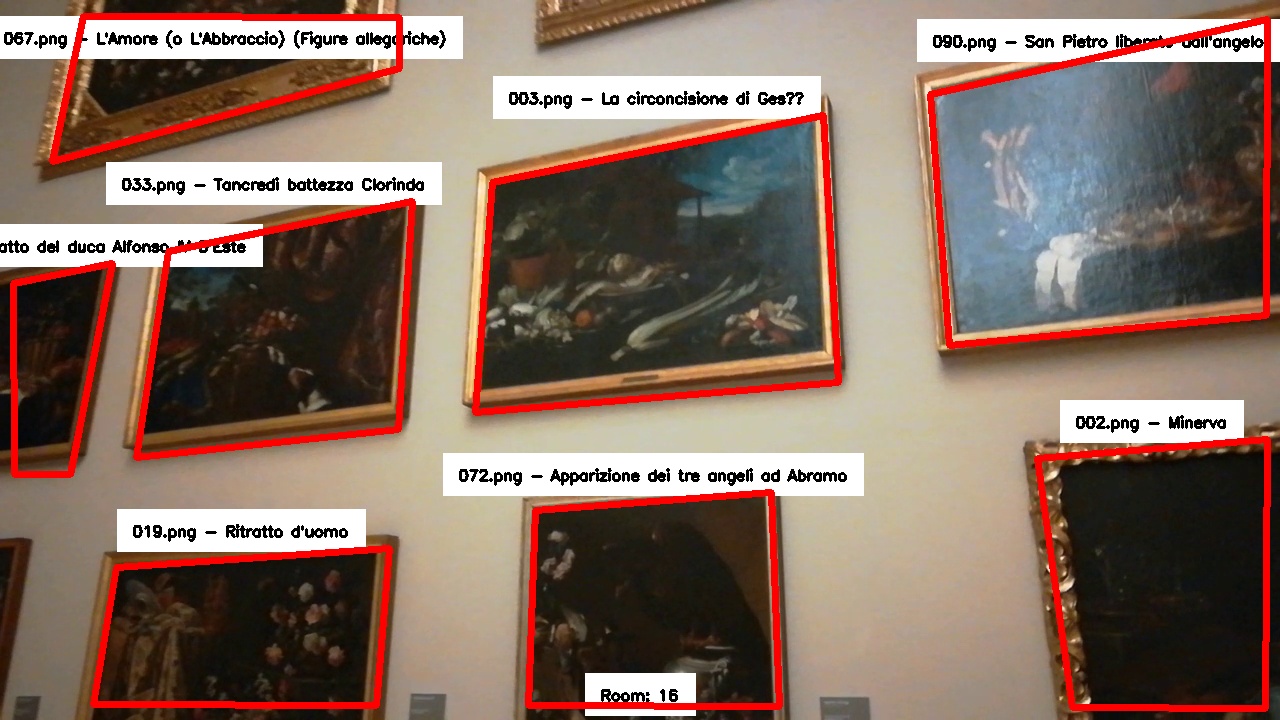 067.png - L'Amore (o L'Abbraccio) (Figure allegoriche)
090.png - San Pietro liberato dall'angelo
003.png - La circoncisione di Ges??
033.png - Tancredi battezza Clorinda
atto del duca Alfonso D'Este
002.png - Minerva
072.png - Apparizione dei tre angeli ad Abramo
019.png - Ritratto d'uomo
Room: 16